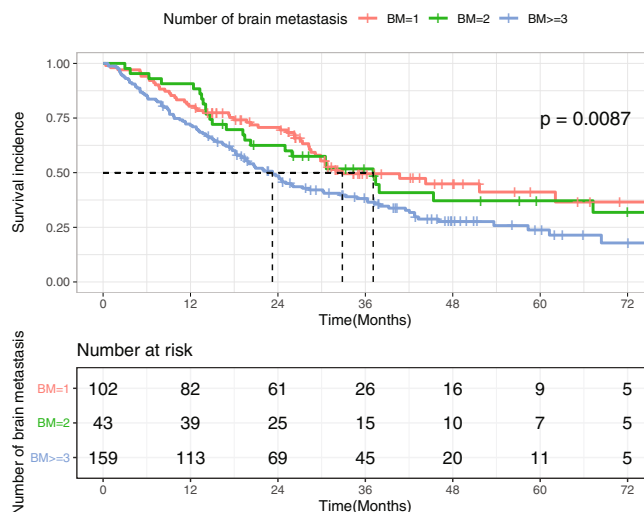 Number of brain metastasis BM=1 BM=2 BM>=3
Survival incidence
1.00
0.75
0.50
0.25
0.00
p = 0.0087
0 12 24 36 48 60 72
Time(Months)
Number at risk
Number of brain metastasis
BM=1 102 82 61 26 16 9 5
BM=2 43 39 25 15 10 7 5
BM>=3 159 113 69 45 20 11 5
0 12 24 36 48 60 72
Time(Months)